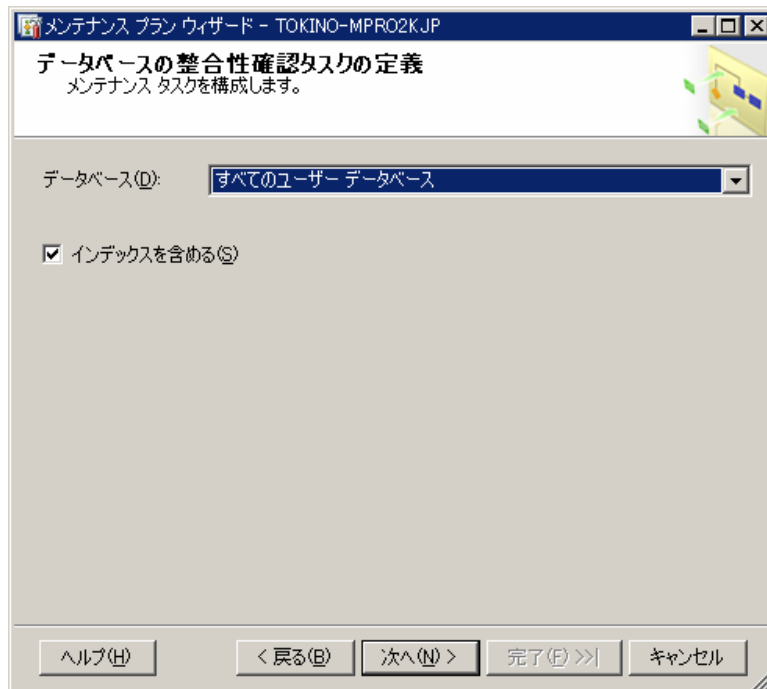 メンテナンス プラン ウィザード - TOKINO-MPRO2KJP
データベースの整合性確認タスクの定義
メンテナンス タスクを構成します。
データベース(D): すべてのユーザー データベース
インデックスを含める(S)
ヘルプ(H) < 戻る(B) 次へ(N) > 完了(F) >>| キャンセル